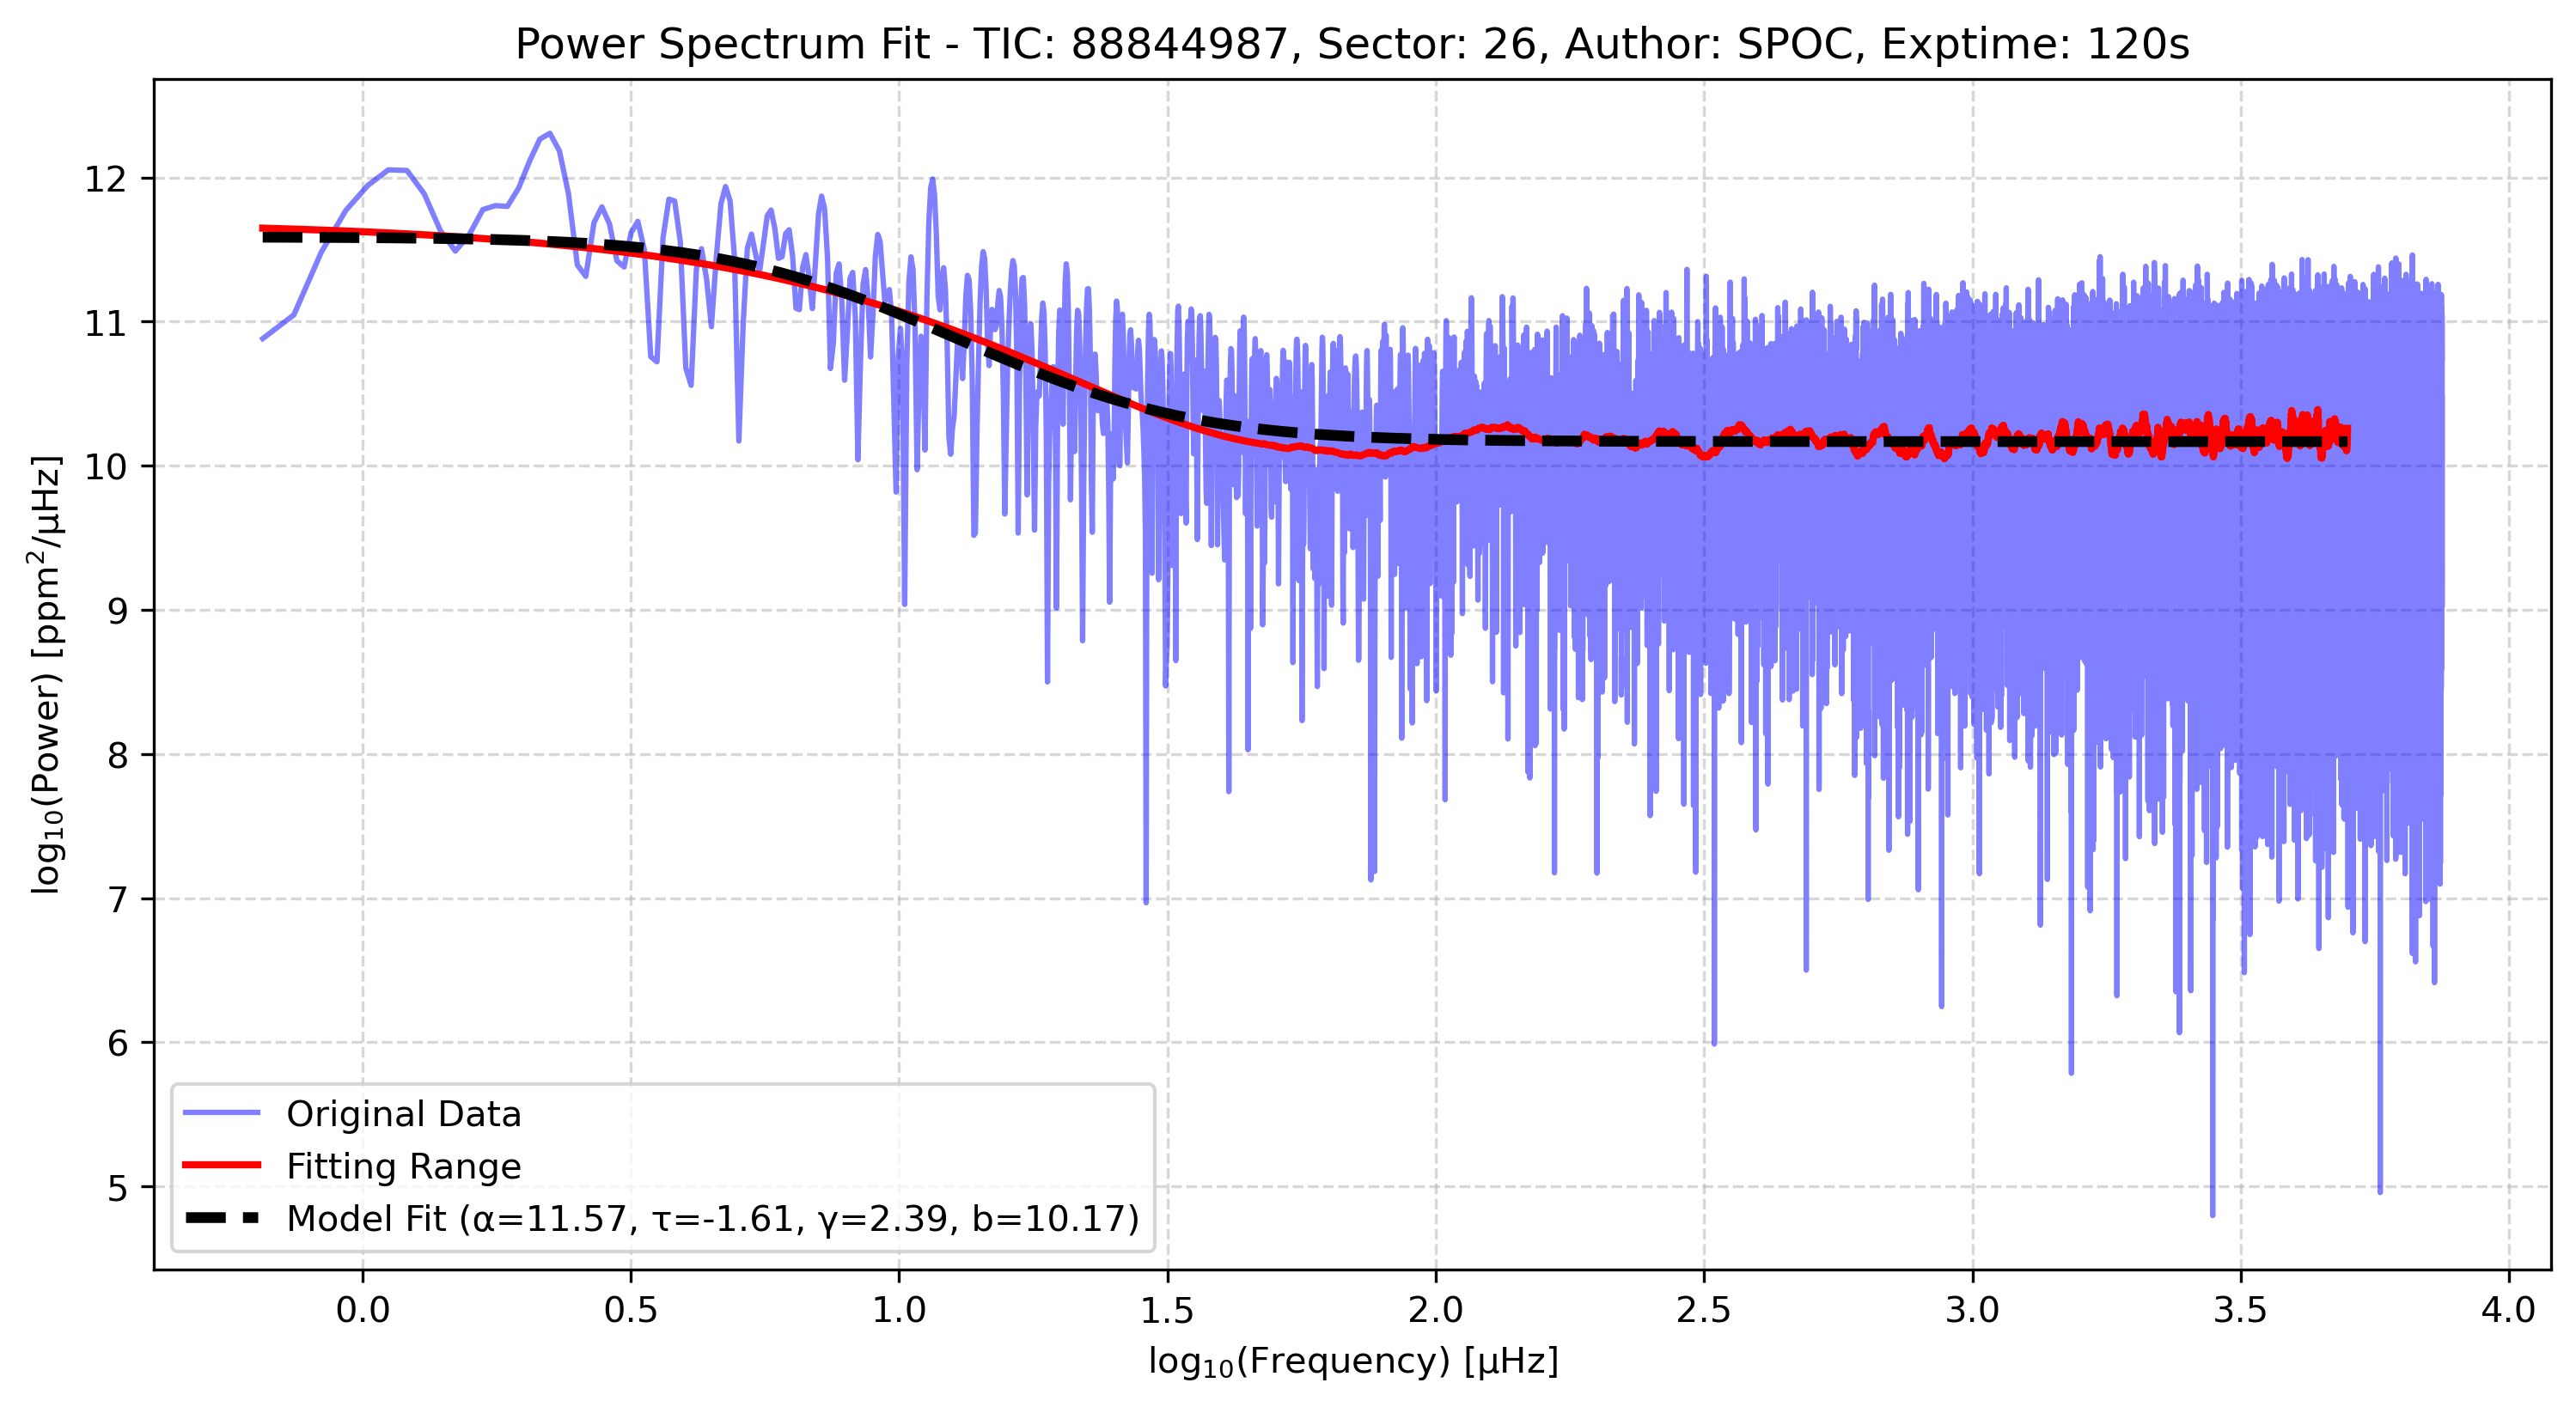 Power Spectrum Fit - TIC: 88844987, Sector: 26, Author: SPOC, Exptime: 120s
log₁₀(Power) [ppm²/μHz]
12
11
10
9
8
7
6
5
Original Data
Fitting Range
Model Fit (α=11.57, τ=-1.61, γ=2.39, b=10.17)
0.0 0.5 1.0 1.5 2.0 2.5 3.0 3.5 4.0
log₁₀(Frequency) [μHz]